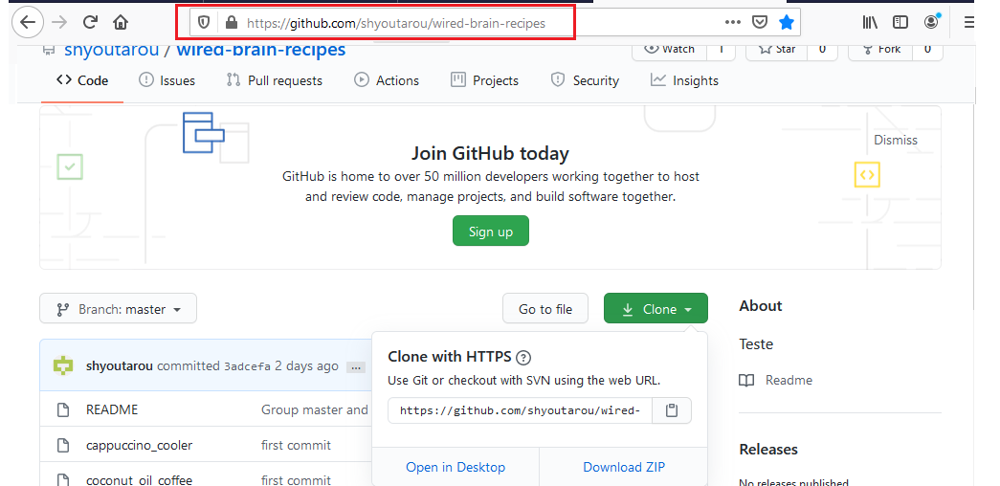 https://github.com/shyoutarou/wired-brain-recipes
shyoutarou / wired-brain-recipes
Watch 1 Star 0 Fork 0
Code Issues Pull requests Actions Projects Security Insights
Join GitHub today
Dismiss
GitHub is home to over 50 million developers working together to host
and review code, manage projects, and build software together.
Sign up
Branch: master Go to file Clone
About
Teste
Readme
Releases
No releases published
shyoutarou committed 3adcefa 2 days ago ...
README Group master and
cappuccino_cooler first commit
coconut_oil_coffee first commit
Clone with HTTPS ?
Use Git or checkout with SVN using the web URL.
https://github.com/shyoutarou/wired-
Open in Desktop Download ZIP